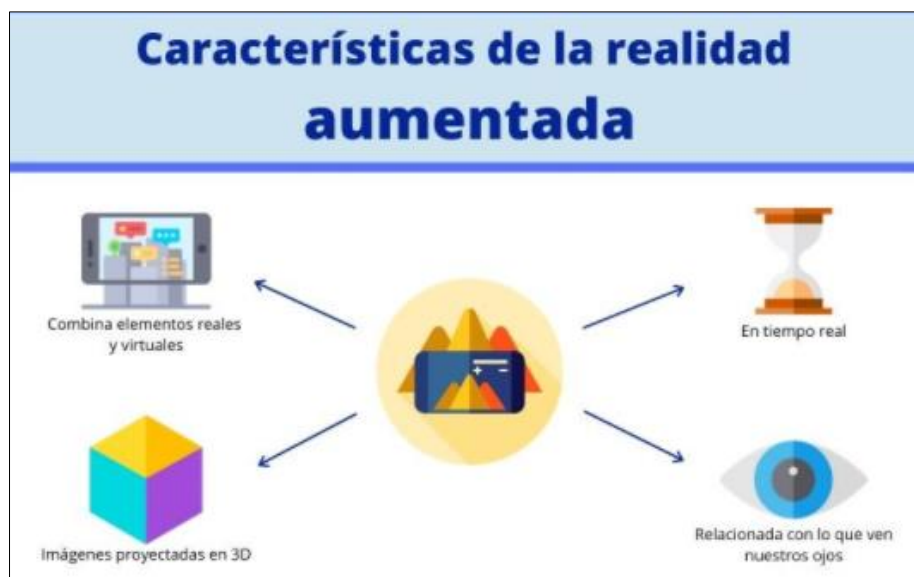 Características de la realidad
aumentada
Combina elementos reales
y virtuales
En tiempo real
Imágenes proyectadas en 3D
Relacionada con lo que ven
nuestros ojos